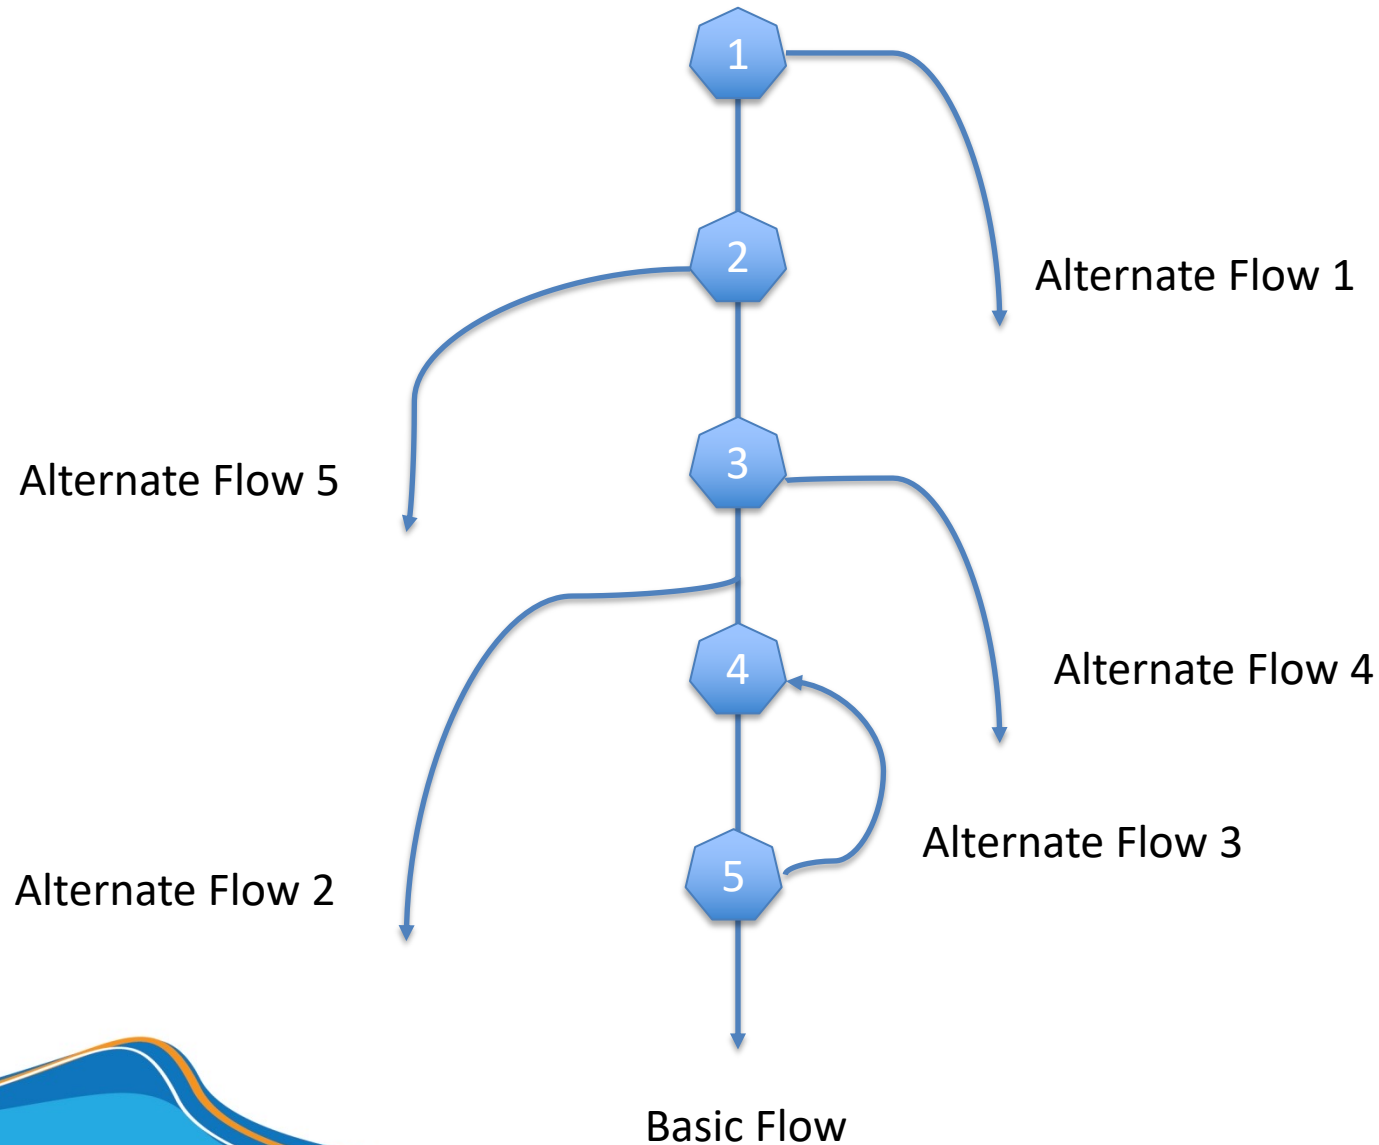 1
2
Alternate Flow 1
3
Alternate Flow 5
4
Alternate Flow 4
Alternate Flow 3
5
Alternate Flow 2
Basic Flow